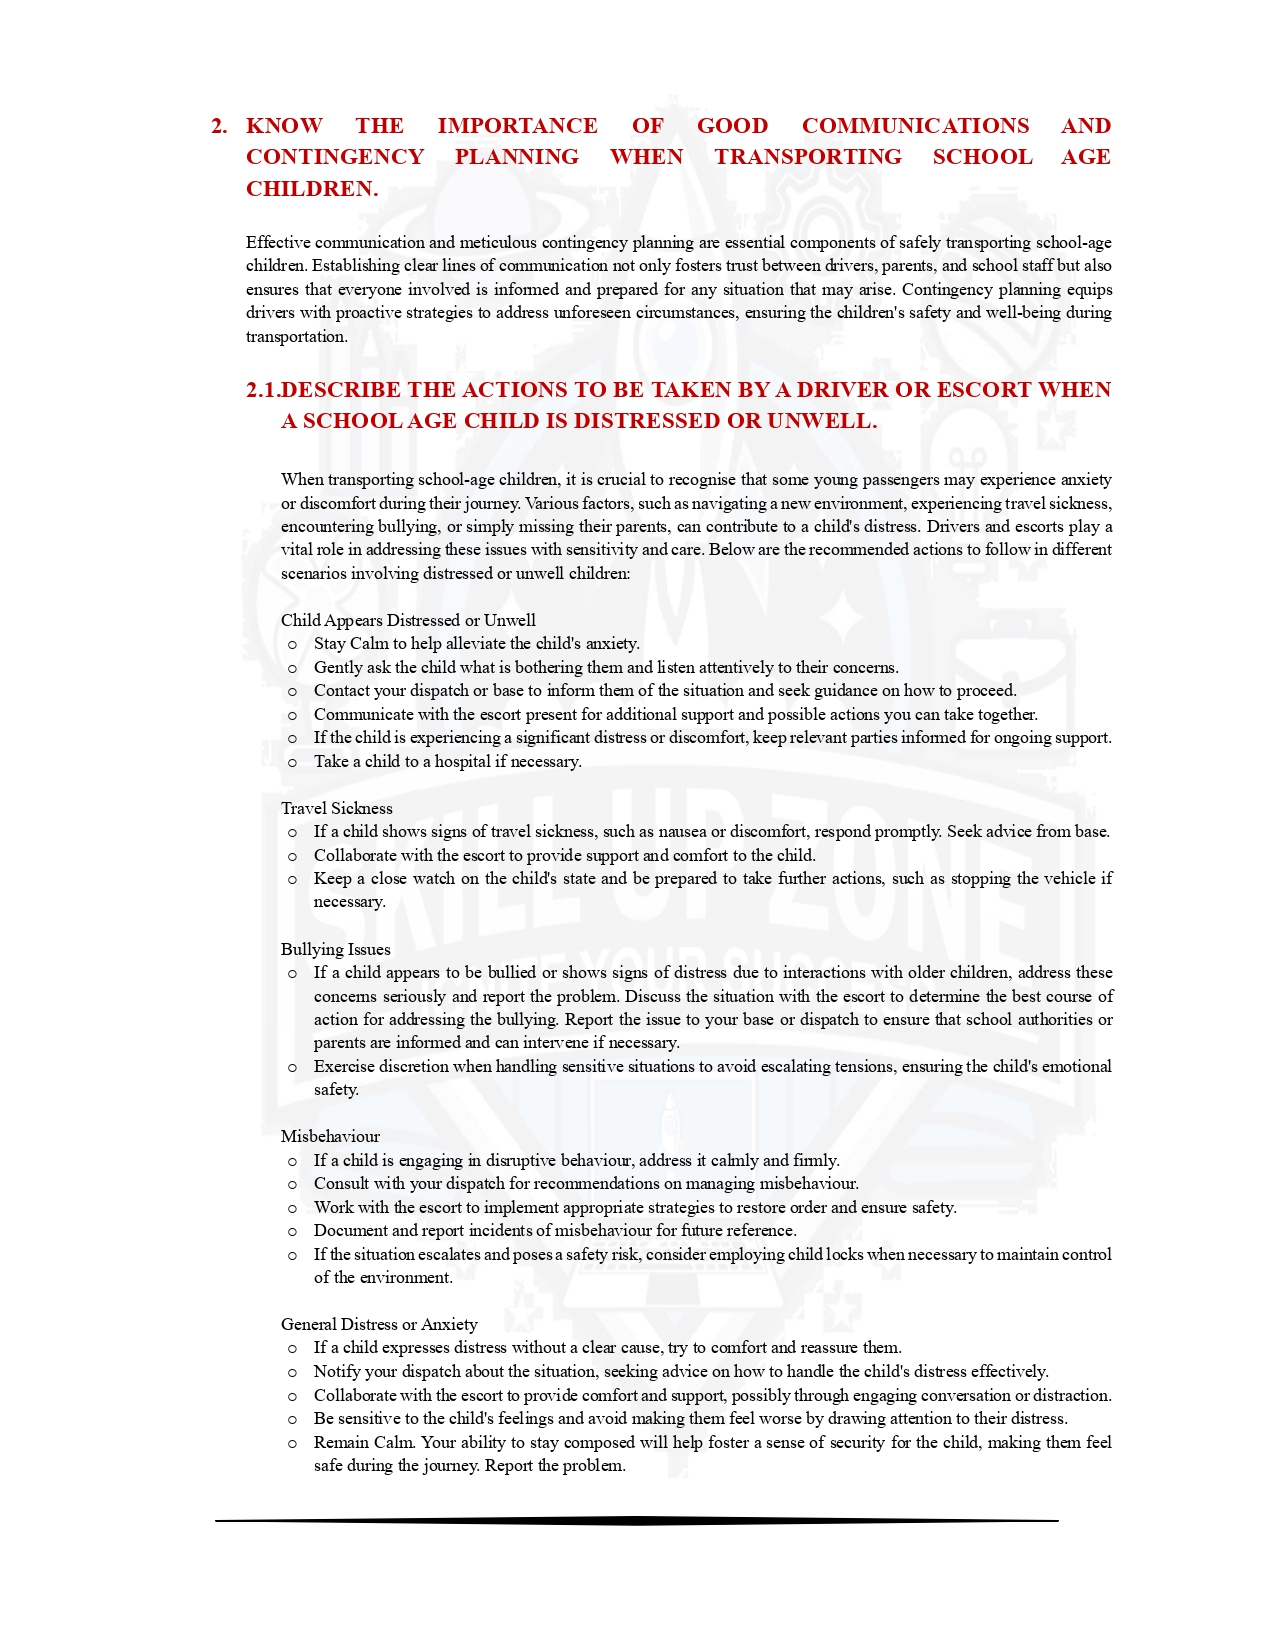 2. KNOW THE IMPORTANCE OF GOOD COMMUNICATIONS AND
CONTINGENCY PLANNING WHEN TRANSPORTING SCHOOL AGE
CHILDREN.
Effective communication and meticulous contingency planning are essential components of safely transporting school-age
children. Establishing clear lines of communication not only fosters trust between drivers, parents, and school staff but also
ensures that everyone involved is informed and prepared for any situation that may arise. Contingency planning equips
drivers with proactive strategies to address unforeseen circumstances, ensuring the children's safety and well-being during
transportation.
2.1.DESCRIBE THE ACTIONS TO BE TAKEN BY A DRIVER OR ESCORT WHEN
A SCHOOL AGE CHILD IS DISTRESSED OR UNWELL.
When transporting school-age children, it is crucial to recognise that some young passengers may experience anxiety
or discomfort during their journey. Various factors, such as navigating a new environment, experiencing travel sickness,
encountering bullying, or simply missing their parents, can contribute to a child's distress. Drivers and escorts play a
vital role in addressing these issues with sensitivity and care. Below are the recommended actions to follow in different
scenarios involving distressed or unwell children:
Child Appears Distressed or Unwell
o Stay Calm to help alleviate the child's anxiety.
o Gently ask the child what is bothering them and listen attentively to their concerns.
o Contact your dispatch or base to inform them of the situation and seek guidance on how to proceed.
o Communicate with the escort present for additional support and possible actions you can take together.
o If the child is experiencing a significant distress or discomfort, keep relevant parties informed for ongoing support.
o Take a child to a hospital if necessary.
Travel Sickness
o If a child shows signs of travel sickness, such as nausea or discomfort, respond promptly. Seek advice from base.
o Collaborate with the escort to provide support and comfort to the child.
o Keep a close watch on the child's state and be prepared to take further actions, such as stopping the vehicle if
necessary.
SKILL UP ZONE
IGNITE YOUR SUCCESS
Bullying Issues
o If a child appears to be bullied or shows signs of distress due to interactions with older children, address these
concerns seriously and report the problem. Discuss the situation with the escort to determine the best course of
action for addressing the bullying. Report the issue to your base or dispatch to ensure that school authorities or
parents are informed and can intervene if necessary.
o Exercise discretion when handling sensitive situations to avoid escalating tensions, ensuring the child's emotional
safety.
Misbehaviour
o If a child is engaging in disruptive behaviour, address it calmly and firmly.
o Consult with your dispatch for recommendations on managing misbehaviour.
o Work with the escort to implement appropriate strategies to restore order and ensure safety.
o Document and report incidents of misbehaviour for future reference.
o If the situation escalates and poses a safety risk, consider employing child locks when necessary to maintain control
of the environment.
General Distress or Anxiety
o If a child expresses distress without a clear cause, try to comfort and reassure them.
o Notify your dispatch about the situation, seeking advice on how to handle the child's distress effectively.
o Collaborate with the escort to provide comfort and support, possibly through engaging conversation or distraction.
o Be sensitive to the child's feelings and avoid making them feel worse by drawing attention to their distress.
o Remain Calm. Your ability to stay composed will help foster a sense of security for the child, making them feel
safe during the journey. Report the problem.